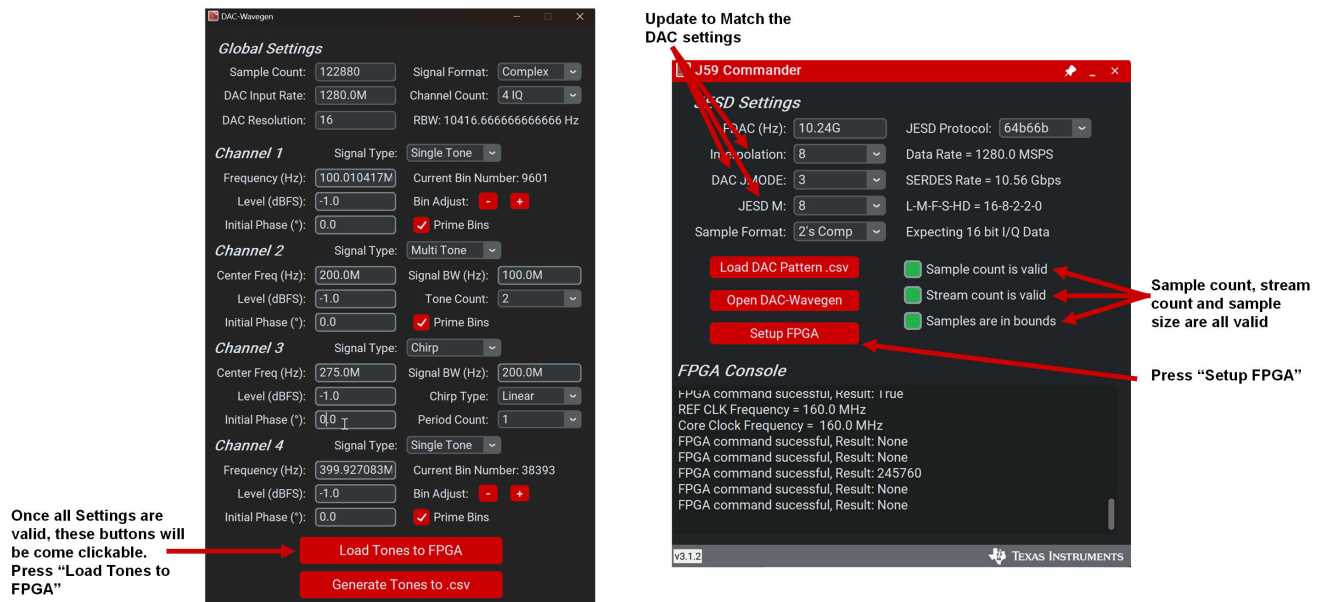 DAC-Wavegen
Global Settings
Sample Count: 122880 Signal Format: Complex
DAC Input Rate: 1280.0M Channel Count: 4 IQ
DAC Resolution: 16 RBW: 10416.666666666666 Hz
Channel 1 Signal Type: Single Tone
Frequency (Hz): 100.010417M Current Bin Number: 9601
Level (dBFS): -1.0 Bin Adjust: - +
Initial Phase (°): 0.0 Prime Bins
Channel 2 Signal Type: Multi Tone
Center Freq (Hz): 200.0M Signal BW (Hz): 100.0M
Level (dBFS): -1.0 Tone Count: 2
Initial Phase (°): 0.0 Prime Bins
Channel 3 Signal Type: Chirp
Center Freq (Hz): 275.0M Signal BW (Hz): 200.0M
Level (dBFS): -1.0 Chirp Type: Linear
Initial Phase (°): 0.0 Period Count: 1
Channel 4 Signal Type: Single Tone
Frequency (Hz): 399.927083M Current Bin Number: 38393
Level (dBFS): -1.0 Bin Adjust: - +
Initial Phase (°): 0.0 Prime Bins
Load Tones to FPGA
Generate Tones to .csv
Once all Settings are
valid, these buttons will
be come clickable.
Press “Load Tones to
FPGA”
Update to Match the
DAC settings
J59 Commander
JESD Settings
FDAC (Hz): 10.24G JESD Protocol: 64b66b
Interpolation: 8 Data Rate = 1280.0 MSPS
DAC JMODE: 3 SERDES Rate = 10.56 Gbps
JESD M: 8 L-M-F-S-HD = 16-8-2-2-0
Sample Format: 2's Comp Expecting 16 bit I/Q Data
Load DAC Pattern .csv Sample count is valid
Open DAC-Wavegen Stream count is valid
Setup FPGA Samples are in bounds
Sample count, stream
count and sample
size are all valid
Press “Setup FPGA”
FPGA Console
FPGA command sucessful, Result: True
REF CLK Frequency = 160.0 MHz
Core Clock Frequency = 160.0 MHz
FPGA command sucessful, Result: None
FPGA command sucessful, Result: None
FPGA command sucessful, Result: 245760
FPGA command sucessful, Result: None
FPGA command sucessful, Result: None
v3.1.2 TEXAS INSTRUMENTS